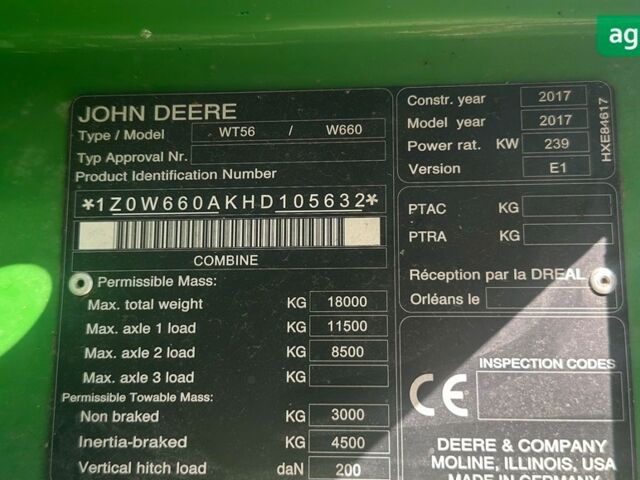 ag
JOHN DEERE
Type / Model WT56 / W660
Typ Approval Nr.
Product Identification Number
*1Z0W660AKHD105632*
COMBINE
Permissible Mass:
Max. total weight KG 18000
Max. axle 1 load KG 11500
Max. axle 2 load KG 8500
Max. axle 3 load KG
Permissible Towable Mass:
Non braked KG 3000
Inertia-braked KG 4500
Vertical hitch load daN 200
Constr. year 2017
Model year 2017
Power rat. KW 239
Version E1
HXE84617
PTAC KG
PTRA KG
Réception par la DREAL
Orléans le
CE
INSPECTION CODES
DEERE & COMPANY
MOLINE, ILLINOIS, USA
MADE IN GERMANY